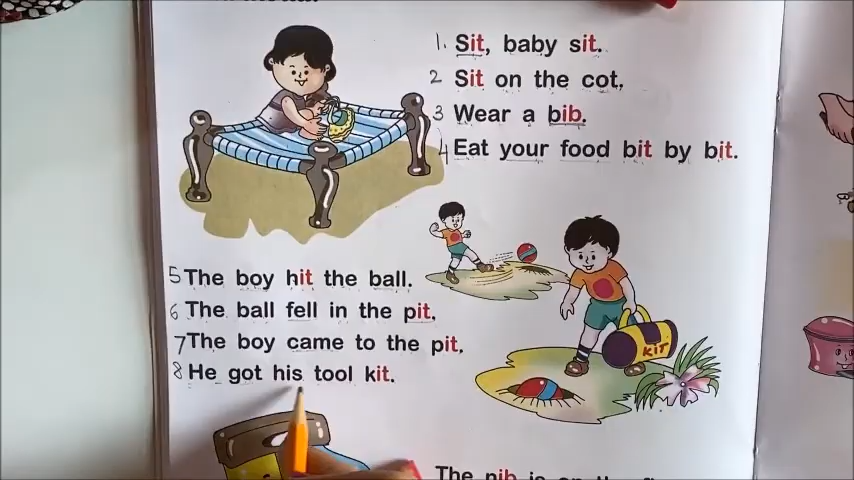 1. Sit, baby sit.
2 Sit on the cot,
3 Wear a bib.
4 Eat your food bit by bit.
5 The boy hit the ball.
6 The ball fell in the pit,
7 The boy came to the pit,
8 He got his tool kit.
KIT
The nib is on the